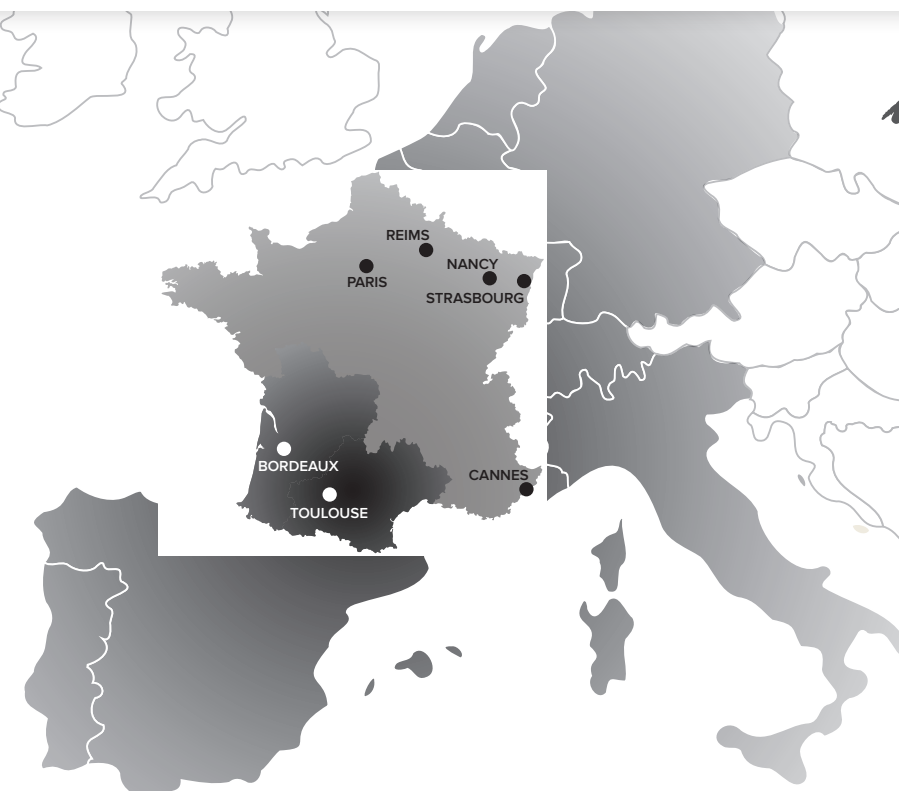 REIMS
NANCY
PARIS
STRASBOURG
BORDEAUX
CANNES
TOULOUSE